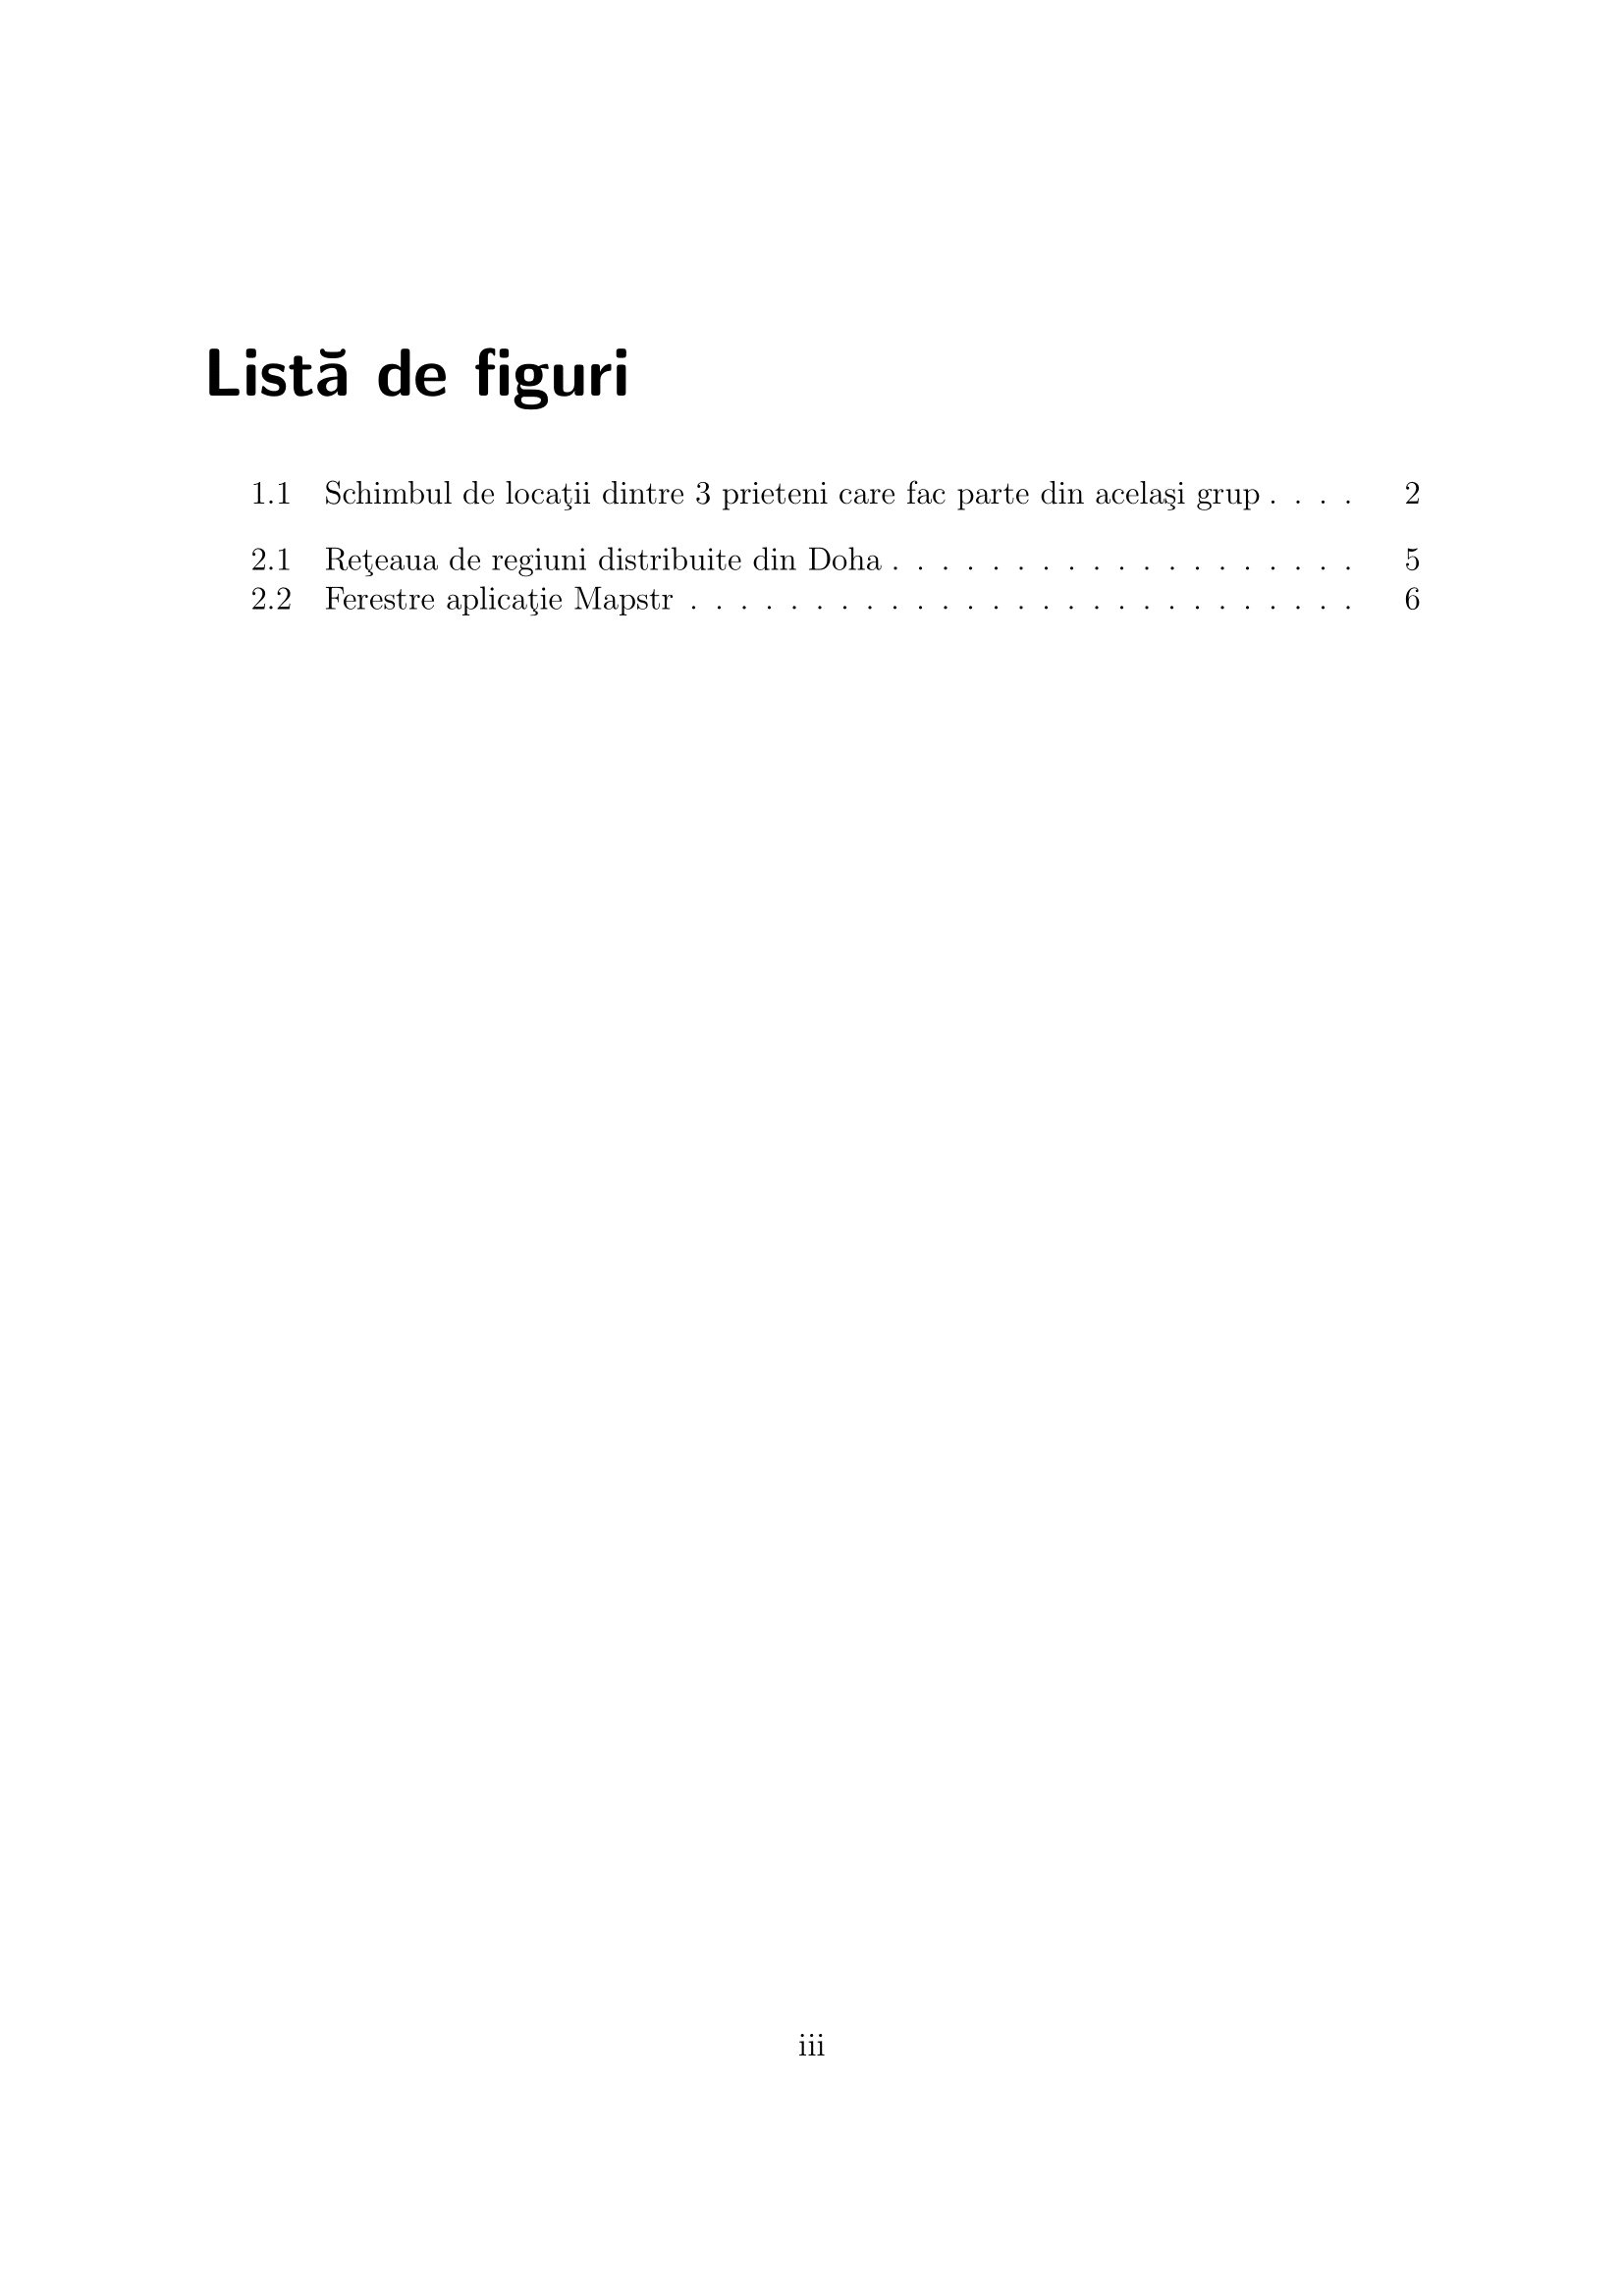 Listă de figuri
1.1 Schimbul de locaţii dintre 3 prieteni care fac parte din acelaşi grup . . . . 2
2.1 Reţeaua de regiuni distribuite din Doha . . . . . . . . . . . . . . . . . . . 5
2.2 Ferestre aplicaţie Mapstr . . . . . . . . . . . . . . . . . . . . . . . . . . . 6
iii